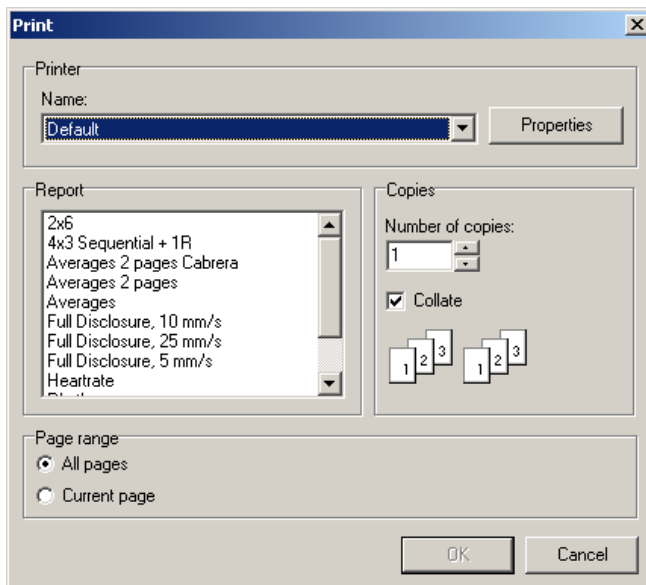 Print
Printer
Name:
Default
Properties
Report
2x6
4x3 Sequential + 1R
Averages 2 pages Cabrera
Averages 2 pages
Averages
Full Disclosure, 10 mm/s
Full Disclosure, 25 mm/s
Full Disclosure, 5 mm/s
Heartrate
Copies
Number of copies:
1
Collate
1 2 3 1 2 3
Page range
All pages
Current page
OK
Cancel